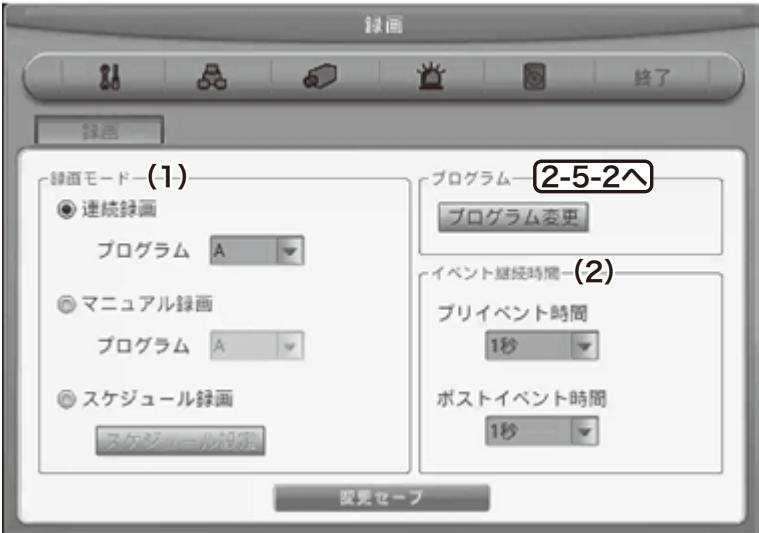 録画
終了
録画
録画モード (1)
連続録画
プログラム A
マニュアル録画
プログラム A
スケジュール録画
スケジュール設定
プログラム 2-5-2へ
プログラム変更
イベント継続時間 (2)
プリイベント時間
1秒
ポストイベント時間
1秒
変更セーブ